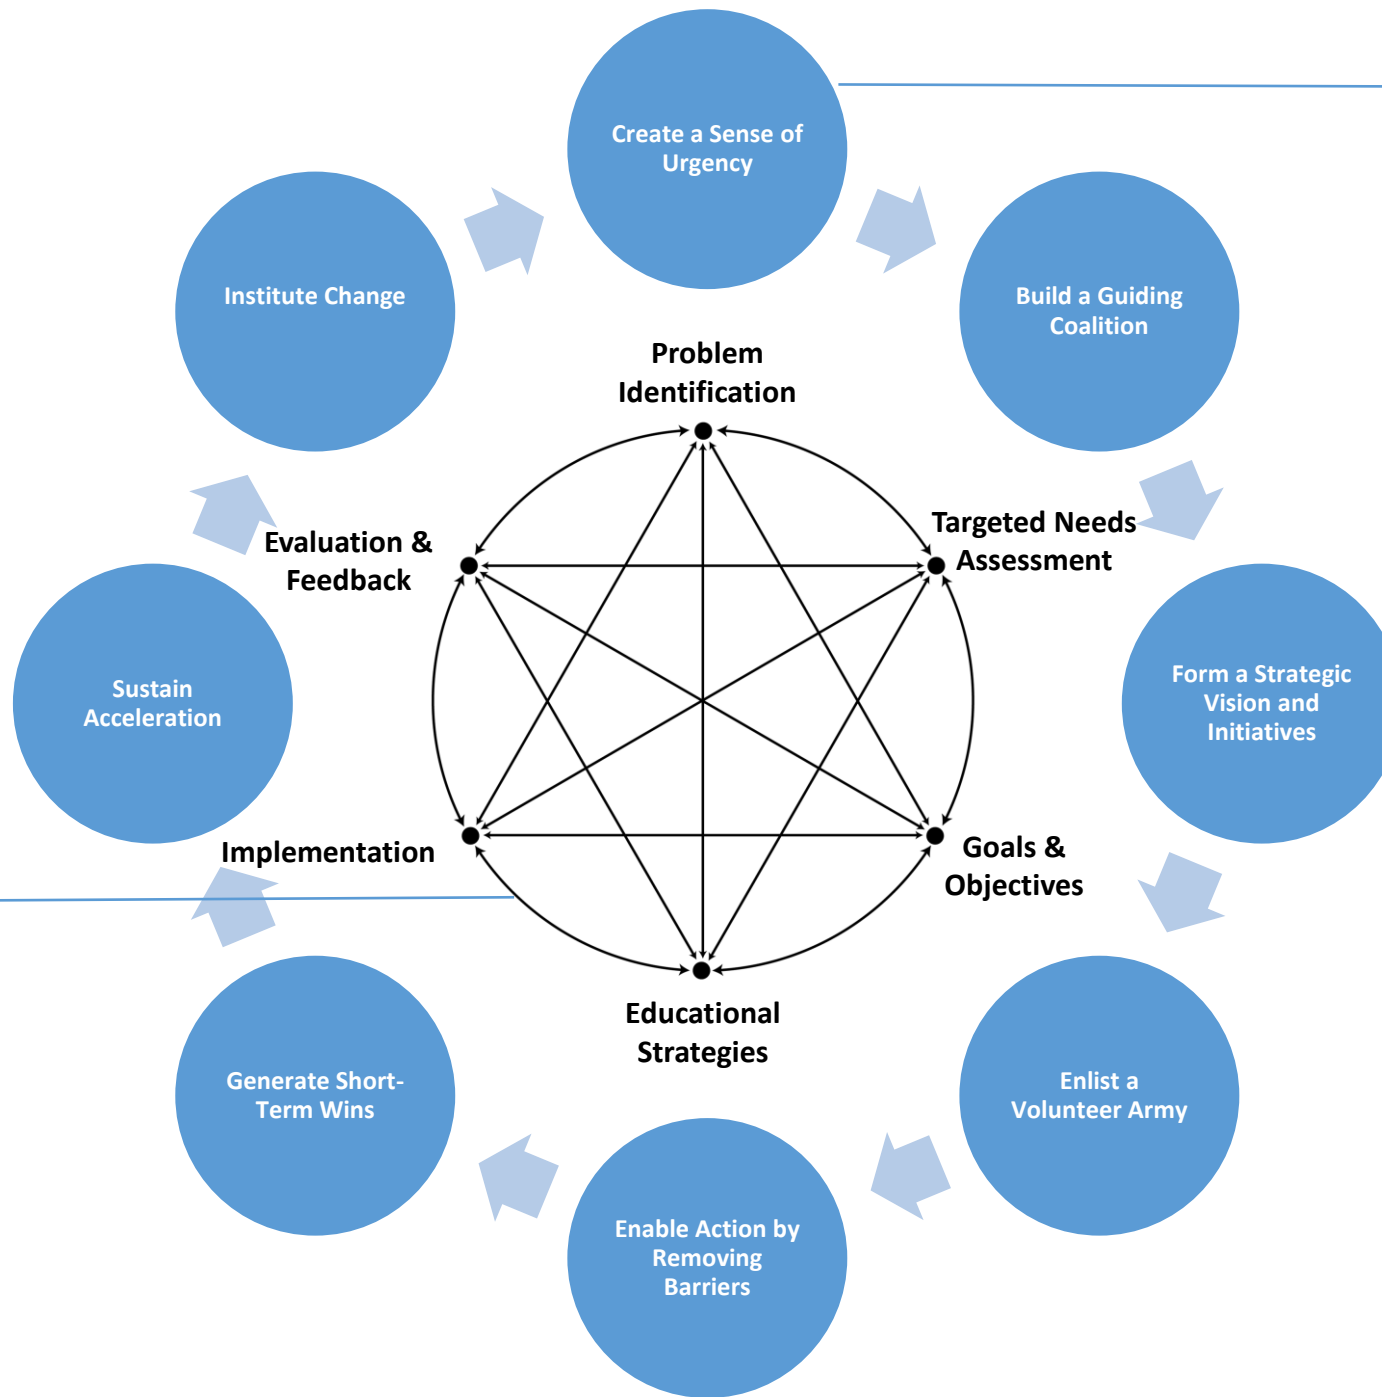 Create a Sense of
Urgency
Build a Guiding
Coalition
Form a Strategic
Vision and
Initiatives
Enlist a
Volunteer Army
Enable Action by
Removing
Barriers
Generate Short-
Term Wins
Sustain
Acceleration
Institute Change
Problem
Identification
Targeted Needs
Assessment
Goals &
Objectives
Educational
Strategies
Implementation
Evaluation &
Feedback